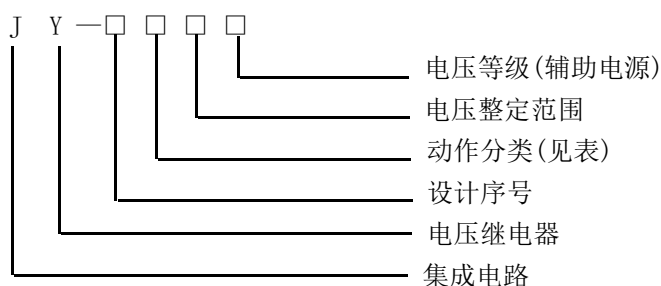 J Y —□ □ □ □
电压等级(辅助电源)
电压整定范围
动作分类(见表)
设计序号
电压继电器
集成电路